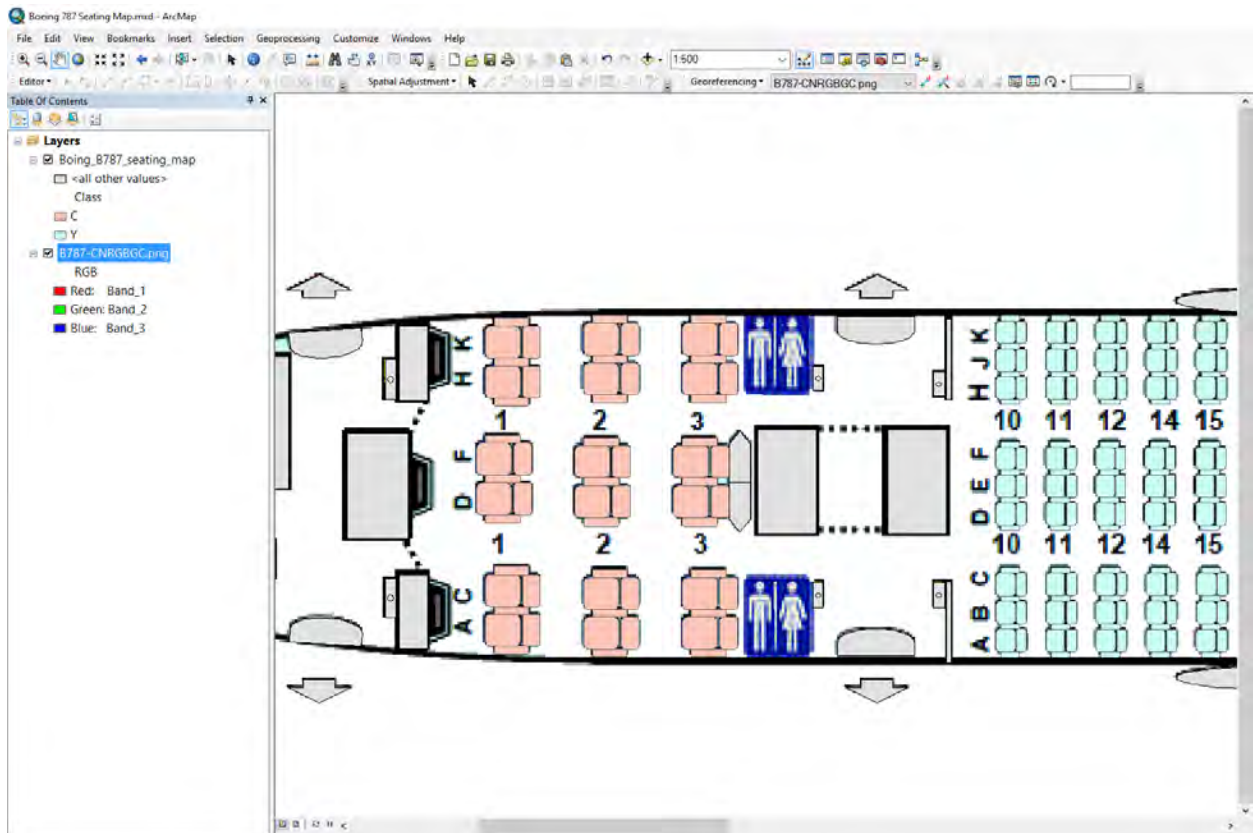 Boeing 787 Seating Map.mxd - ArcMap
File Edit View Bookmarks Insert Selection Geoprocessing Customize Windows Help
1:500
Editor Spatial Adjustment Georeferencing B787-CNRGBGC.png
Table Of Contents
Layers
Boing_B787_seating_map
<all other values>
Class
C
Y
B787-CNRGBGC.png
RGB
Red: Band_1
Green: Band_2
Blue: Band_3
K K
H J
H
1 2 3 10 11 12 14 15
F F
D E
D
1 2 3 10 11 12 14 15
C C
A B
A